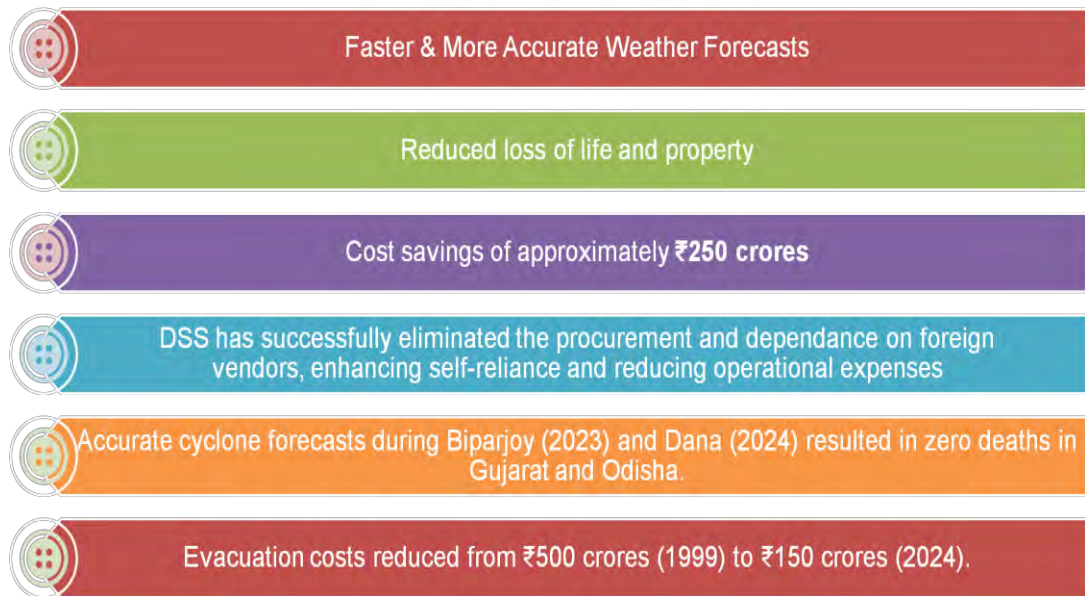 Faster & More Accurate Weather Forecasts
Reduced loss of life and property
Cost savings of approximately ₹250 crores
DSS has successfully eliminated the procurement and dependance on foreign
vendors, enhancing self-reliance and reducing operational expenses
Accurate cyclone forecasts during Biparjoy (2023) and Dana (2024) resulted in zero deaths in
Gujarat and Odisha.
Evacuation costs reduced from ₹500 crores (1999) to ₹150 crores (2024).